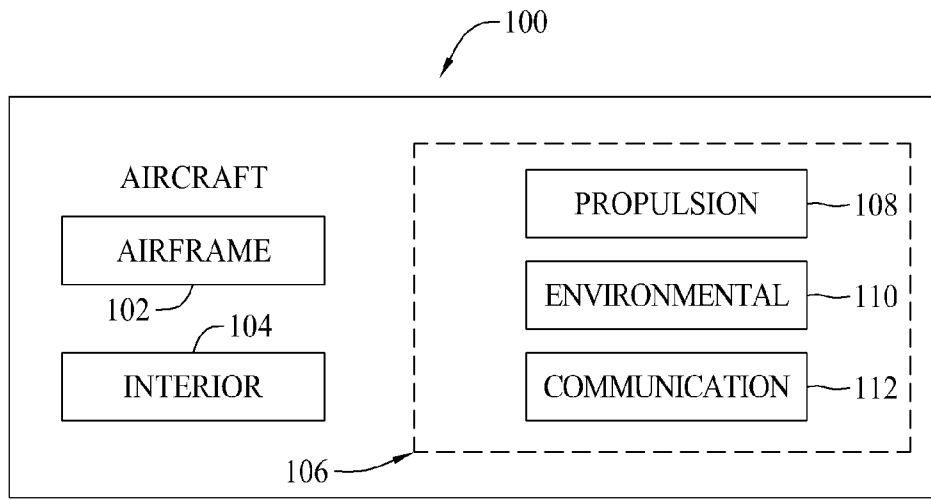 100
AIRCRAFT
AIRFRAME
102
104
INTERIOR
PROPULSION
108
ENVIRONMENTAL
110
COMMUNICATION
112
106